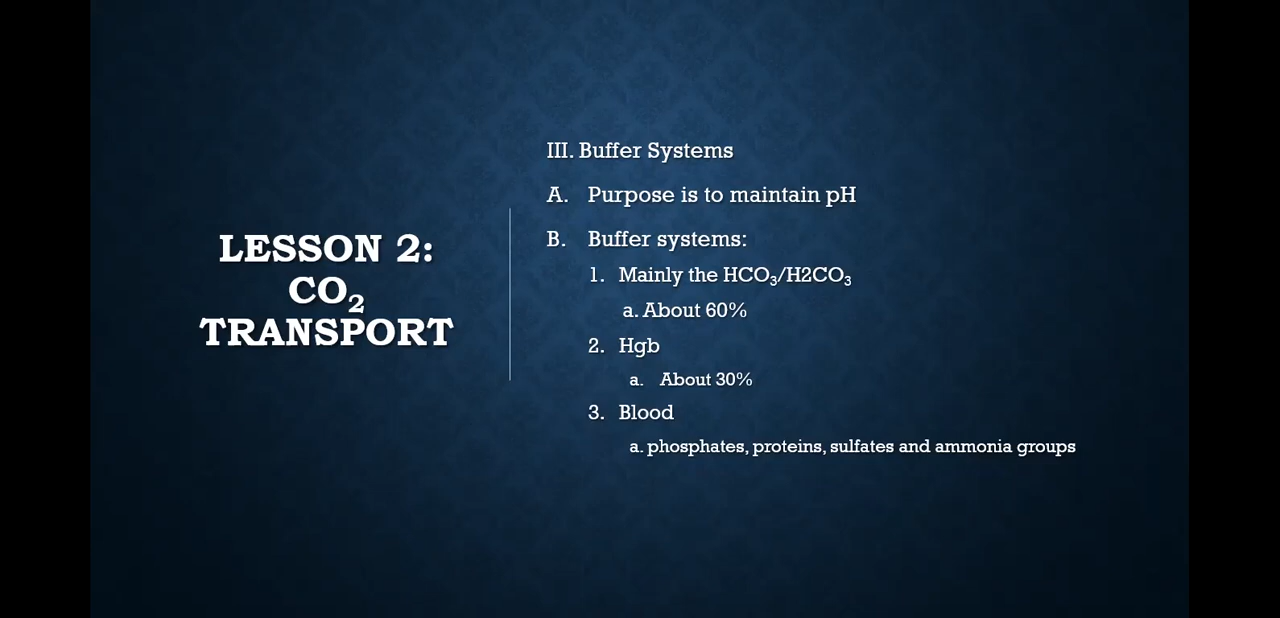 LESSON 2:
CO₂
TRANSPORT
III. Buffer Systems
A. Purpose is to maintain pH
B. Buffer systems:
1. Mainly the HCO₃/H2CO₃
a. About 60%
2. Hgb
a. About 30%
3. Blood
a. phosphates, proteins, sulfates and ammonia groups